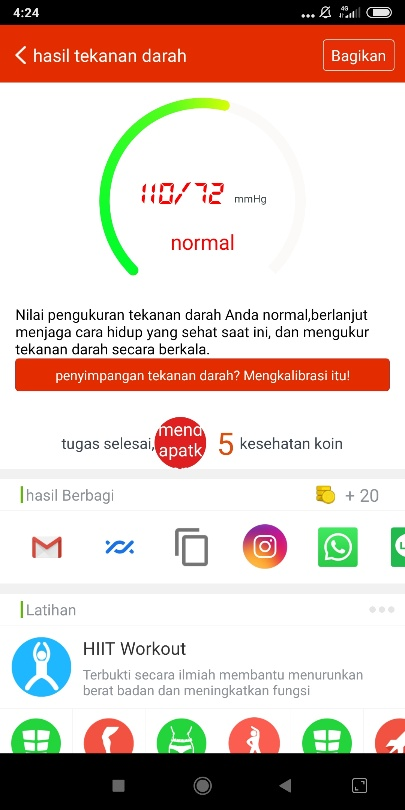 4:24
4G
hasil tekanan darah
Bagikan
110/72 mmHg
normal
Nilai pengukuran tekanan darah Anda normal,berlanjut
menjaga cara hidup yang sehat saat ini, dan mengukur
tekanan darah secara berkala.
penyimpangan tekanan darah? Mengkalibrasi itu!
tugas selesai,
mend
apatk
5 kesehatan koin
hasil Berbagi
+ 20
Latihan
HIIT Workout
Terbukti secara ilmiah membantu menurunkan
berat badan dan meningkatkan fungsi